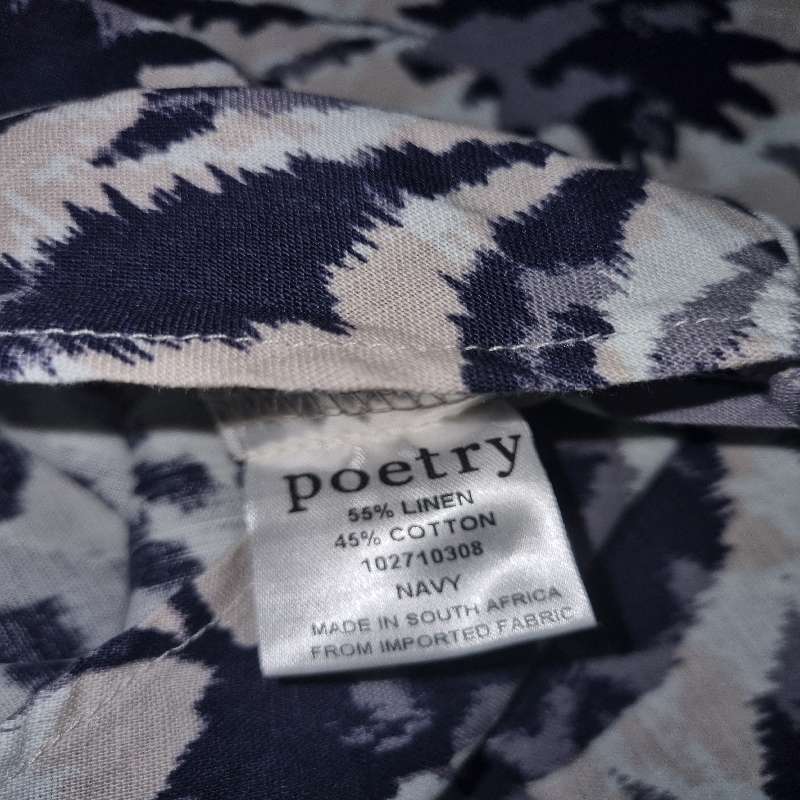 poetry
55% LINEN
45% COTTON
102710308
NAVY
MADE IN SOUTH AFRICA
FROM IMPORTED FABRIC